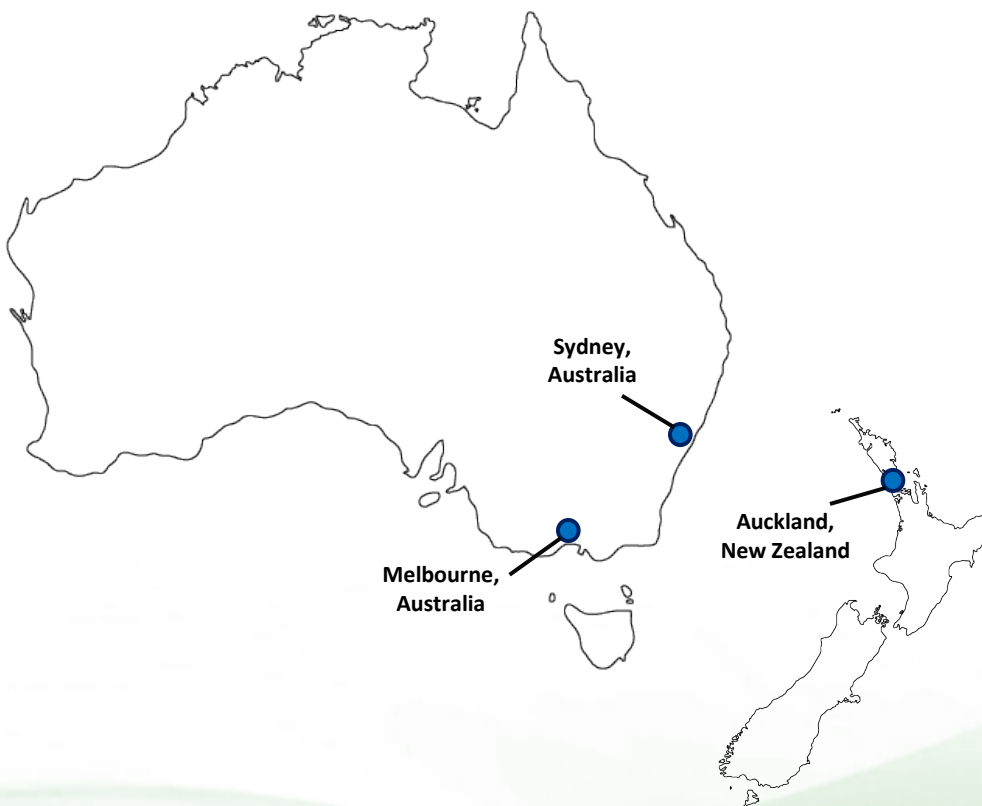 Sydney,
Australia
Auckland,
New Zealand
Melbourne,
Australia